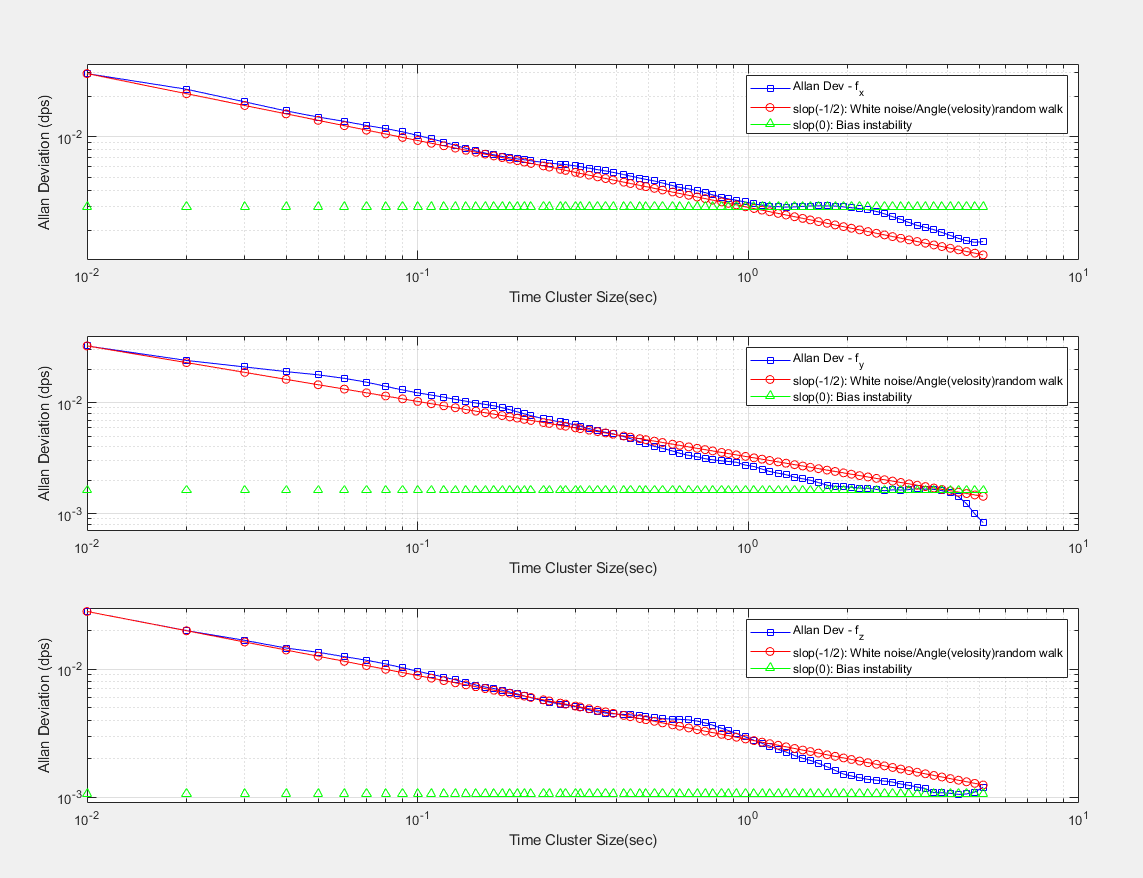 Allan Deviation (dps)
10^-2
Allan Dev - f_x
slop(-1/2): White noise/Angle(velosity)random walk
slop(0): Bias instability
10^-2 10^-1 10^0 10^1
Time Cluster Size(sec)
Allan Deviation (dps)
10^-2
10^-3
Allan Dev - f_y
slop(-1/2): White noise/Angle(velosity)random walk
slop(0): Bias instability
10^-2 10^-1 10^0 10^1
Time Cluster Size(sec)
Allan Deviation (dps)
10^-2
10^-3
Allan Dev - f_z
slop(-1/2): White noise/Angle(velosity)random walk
slop(0): Bias instability
10^-2 10^-1 10^0 10^1
Time Cluster Size(sec)